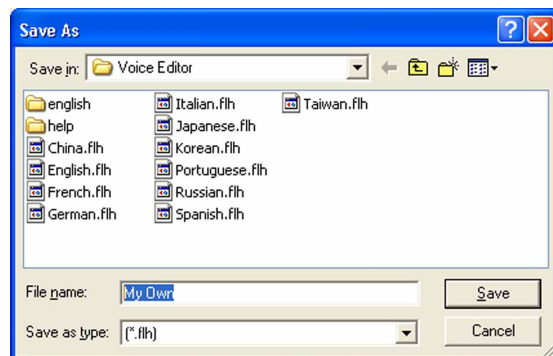 Save As
Save in: Voice Editor
english
help
China.flh
English.flh
French.flh
German.flh
Italian.flh
Japanese.flh
Korean.flh
Portuguese.flh
Russian.flh
Spanish.flh
Taiwan.flh
File name: My Own Save
Save as type: (*.flh) Cancel